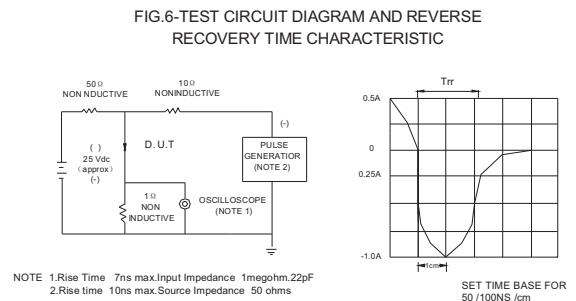 FIG.6-TEST CIRCUIT DIAGRAM AND REVERSE
RECOVERY TIME CHARACTERISTIC
50Ω
NON NDUCTIVE
10Ω
NONINDUCTIVE
( )
25 Vdc
(approx)
(-)
D.U.T
1Ω
NON
INDUCTIVE
OSCILLOSCOPE
(NOTE 1)
(-)
PULSE
GENERATIOR
(NOTE 2)
Trr
0.5A
0
0.25A
-1.0A
1cm
NOTE 1.Rise Time 7ns max.Input Impedance 1megohm.22pF
2.Rise time 10ns max.Source Impedance 50 ohms
SET TIME BASE FOR
50 /100NS /cm